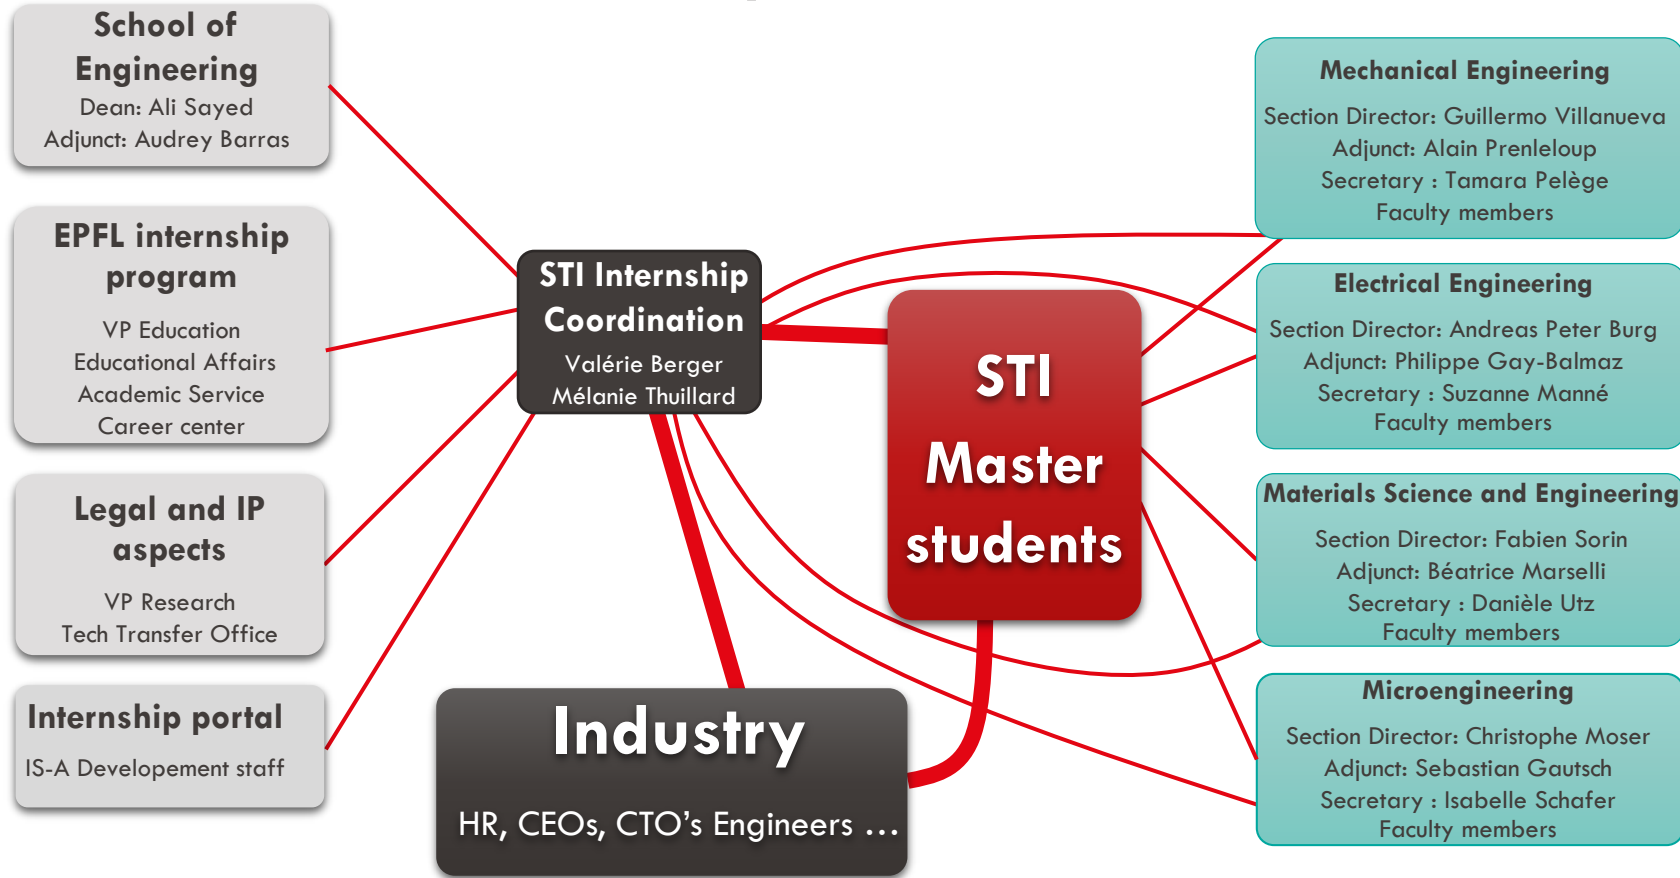 School of
Engineering
Dean: Ali Sayed
Adjunct: Audrey Barras
EPFL internship
program
VP Education
Educational Affairs
Academic Service
Career center
Legal and IP
aspects
VP Research
Tech Transfer Office
Internship portal
IS-A Developement staff
STI Internship
Coordination
Valérie Berger
Mélanie Thuillard
STI
Master
students
Industry
HR, CEOs, CTO’s Engineers ...
Mechanical Engineering
Section Director: Guillermo Villanueva
Adjunct: Alain Prenleloup
Secretary : Tamara Pelège
Faculty members
Electrical Engineering
Section Director: Andreas Peter Burg
Adjunct: Philippe Gay-Balmaz
Secretary : Suzanne Manné
Faculty members
Materials Science and Engineering
Section Director: Fabien Sorin
Adjunct: Béatrice Marselli
Secretary : Danièle Utz
Faculty members
Microengineering
Section Director: Christophe Moser
Adjunct: Sebastian Gautsch
Secretary : Isabelle Schafer
Faculty members